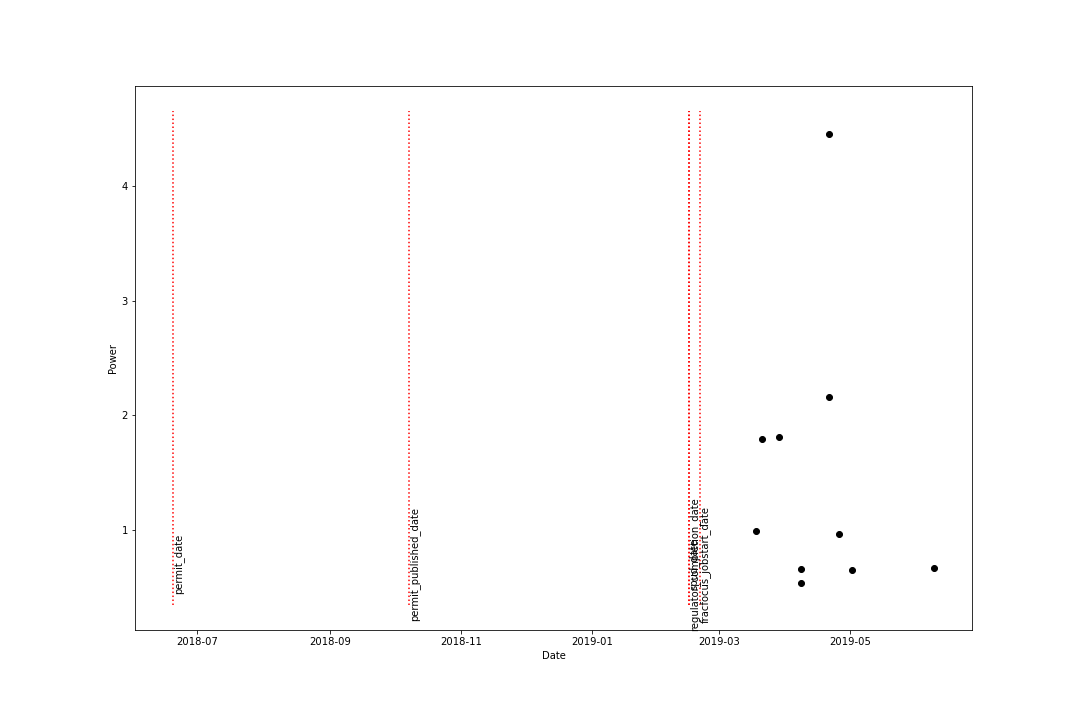 4
3
2
1
Power
permit_date
permit_published_date
fracfocus_jobstart_date
2018-07
2018-09
2018-11
2019-01
2019-03
2019-05
Date